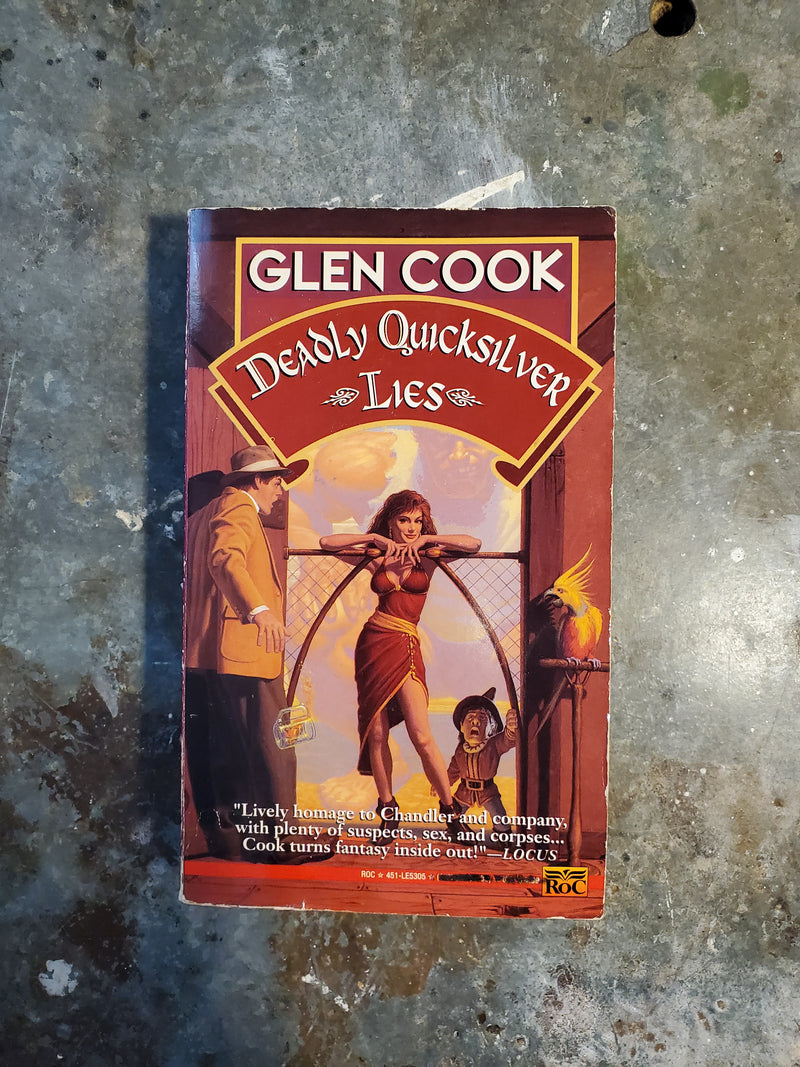 GLEN COOK
DEADLY QUICKSILVER
LIES
"Lively homage to Chandler and company,
with plenty of suspects, sex, and corpses...
Cook turns fantasy inside out!"—LOCUS
ROC ☆ 451-LE5305 ☆
ROC